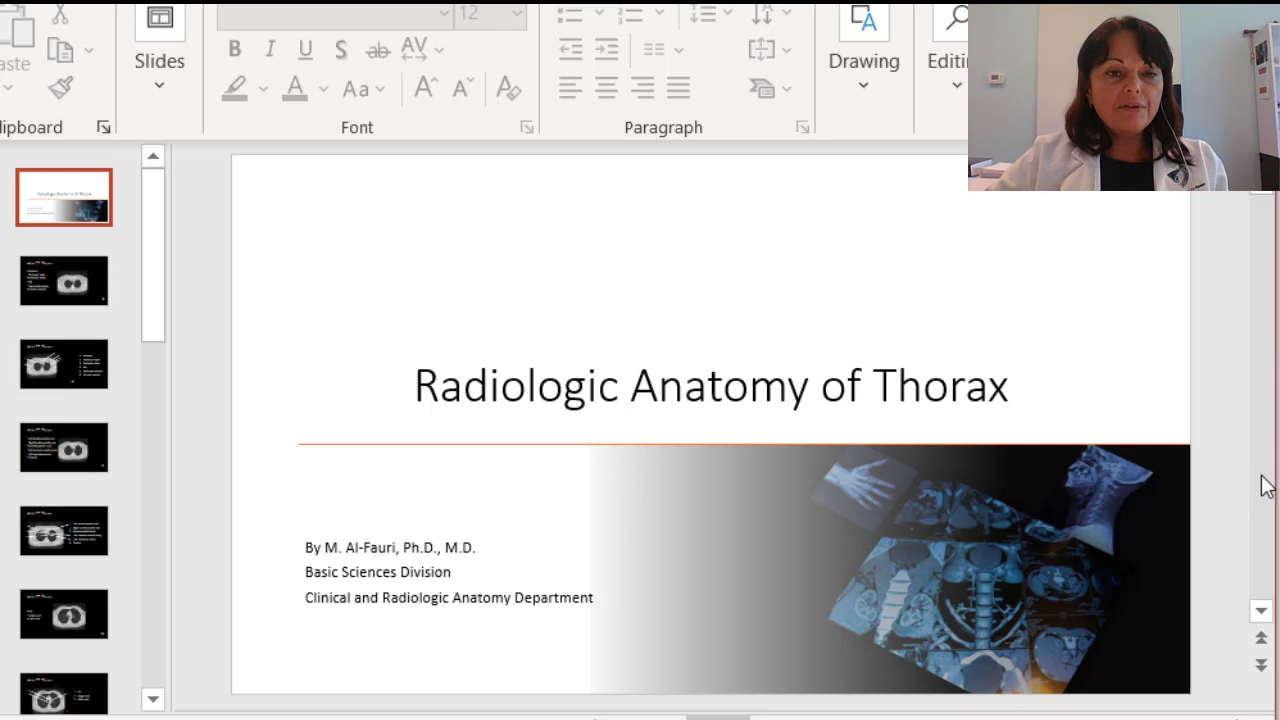 aste
Slides
12
Drawing
Editi
lipboard
Font
Paragraph
Radiologic Anatomy of Thorax
By M. Al-Fauri, Ph.D., M.D.
Basic Sciences Division
Clinical and Radiologic Anatomy Department